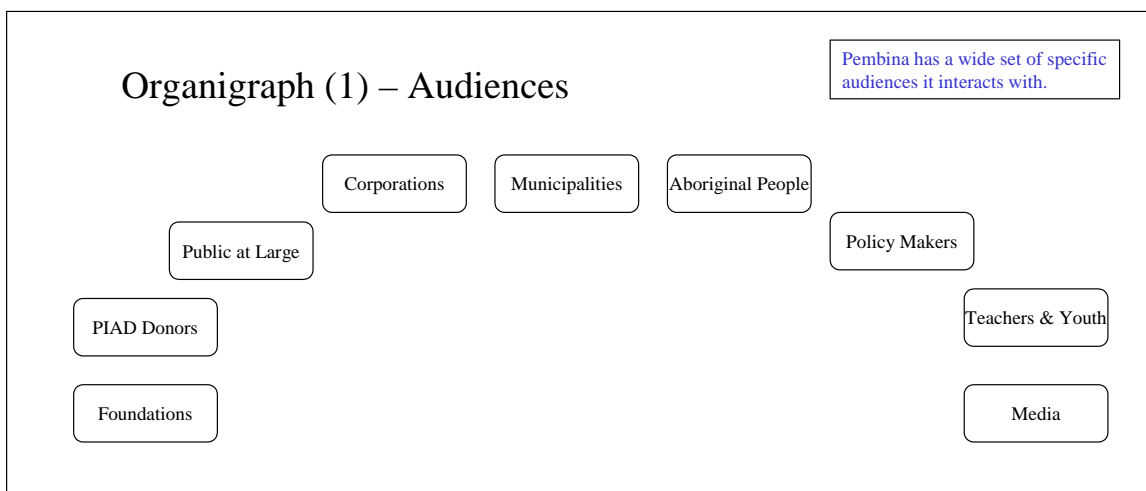 Organigraph (1) – Audiences
Pembina has a wide set of specific
audiences it interacts with.
Corporations
Municipalities
Aboriginal People
Public at Large
Policy Makers
PIAD Donors
Teachers & Youth
Foundations
Media